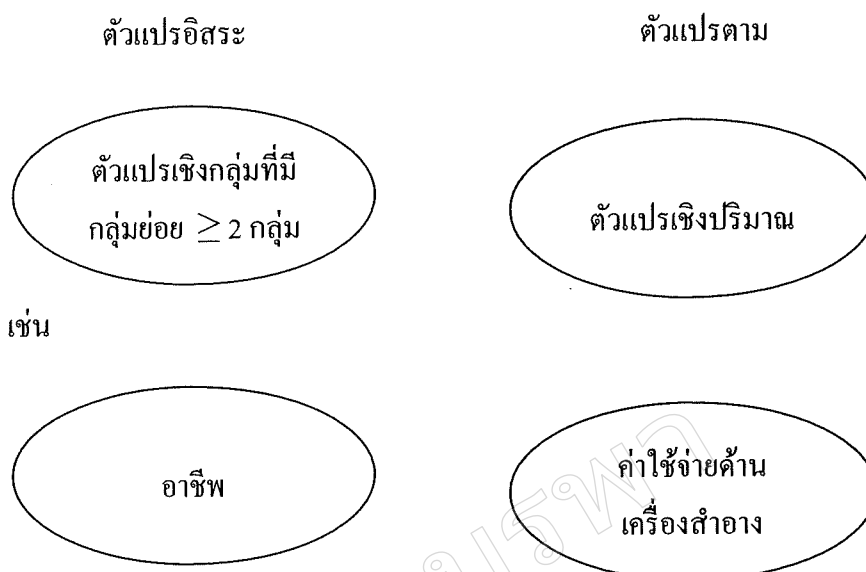 ตัวแปรอิสระ
ตัวแปรตาม
ตัวแปรเชิงกลุ่มที่มี
กลุ่มย่อย ≥ 2 กลุ่ม
ตัวแปรเชิงปริมาณ
เช่น
อาชีพ
ค่าใช้จ่ายด้าน
เครื่องสำอาง